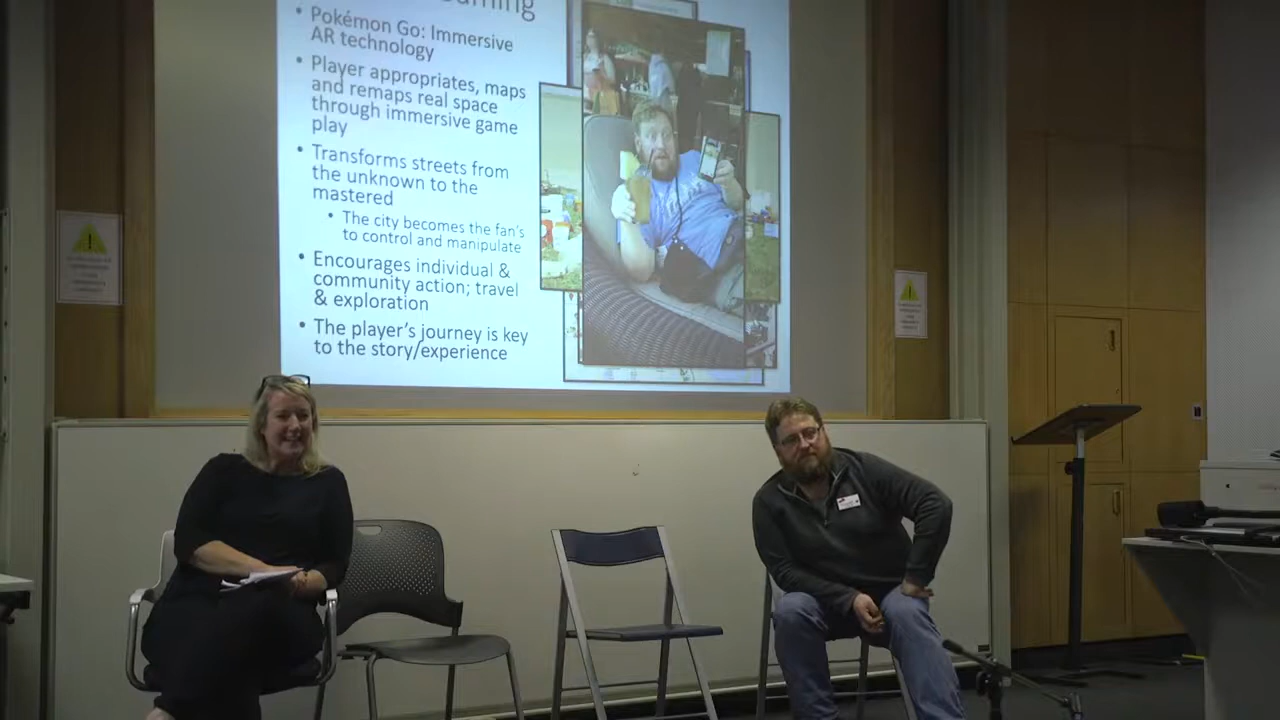 • Pokémon Go: Immersive
AR technology
• Player appropriates, maps
and remaps real space
through immersive game
play
• Transforms streets from
the unknown to the
mastered
• The city becomes the fan's
to control and manipulate
• Encourages individual &
community action; travel
& exploration
• The player's journey is key
to the story/experience